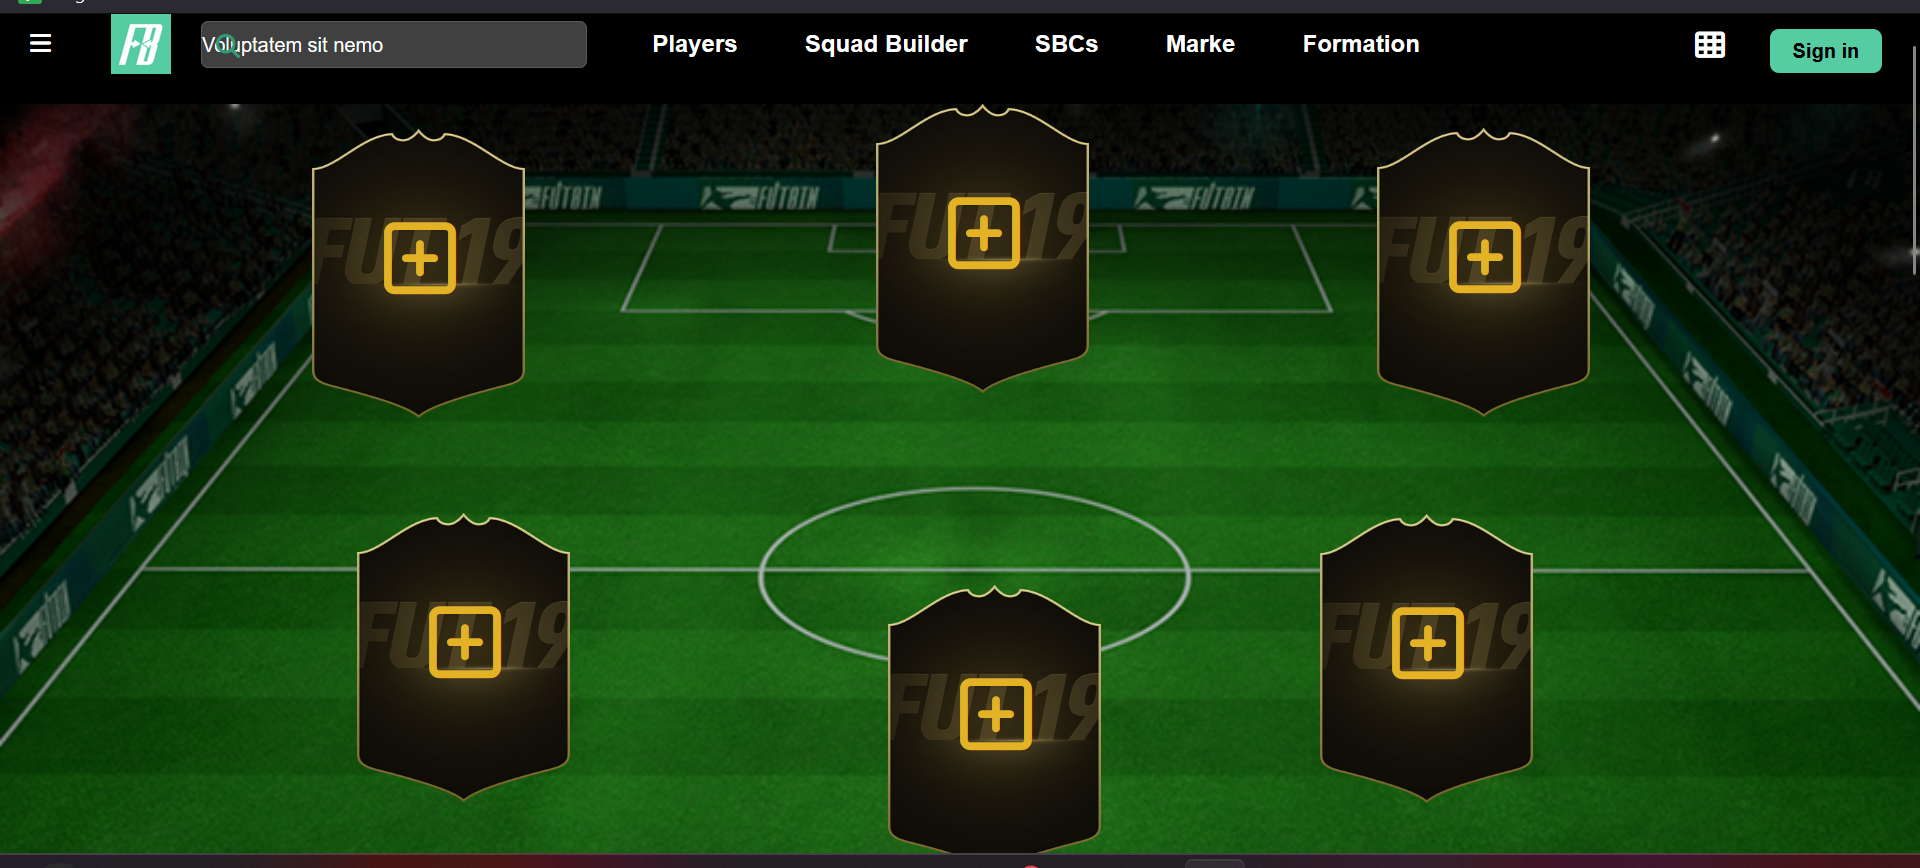 FB
Voluptatem sit nemo
Players
Squad Builder
SBCs
Marke
Formation
Sign in
FUTBIN
FUTBIN
FUTBIN
FUT 19
FUT 19
FUT 19
FUT 19
FUT 19
FUT 19